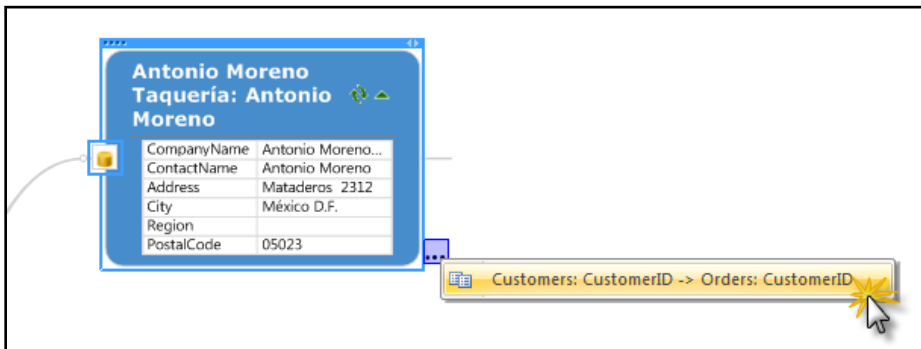 Antonio Moreno
Taquería: Antonio
Moreno
CompanyName Antonio Moreno...
ContactName Antonio Moreno
Address Mataderos 2312
City México D.F.
Region
PostalCode 05023
...
Customers: CustomerID -> Orders: CustomerID